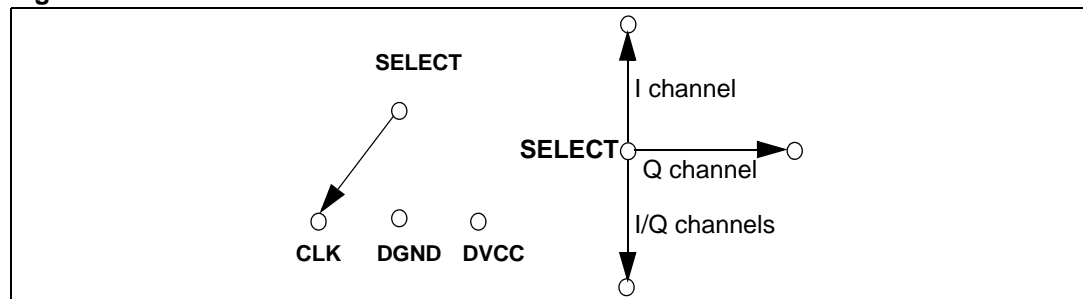 SELECT
CLK DGND DVCC
I channel
SELECT
Q channel
I/Q channels